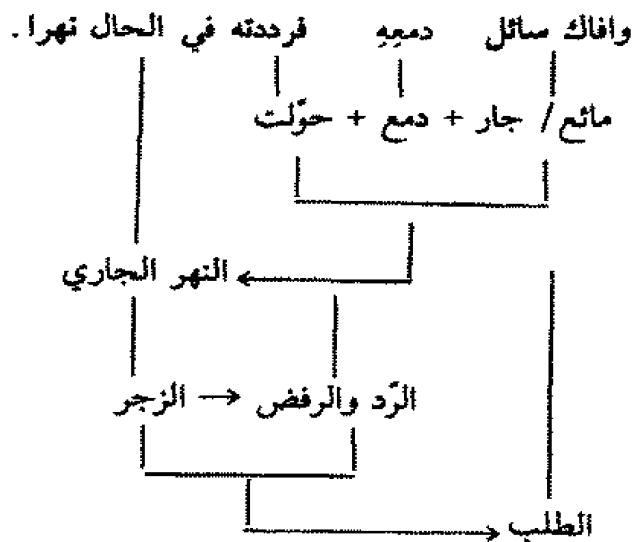 وافاك سائل دمعِهِ فرددته في الحال نهرا.
مائع / جار + دمع + حوّلت
النهر الجاري
الرّد والرفض → الزجر
الطلب